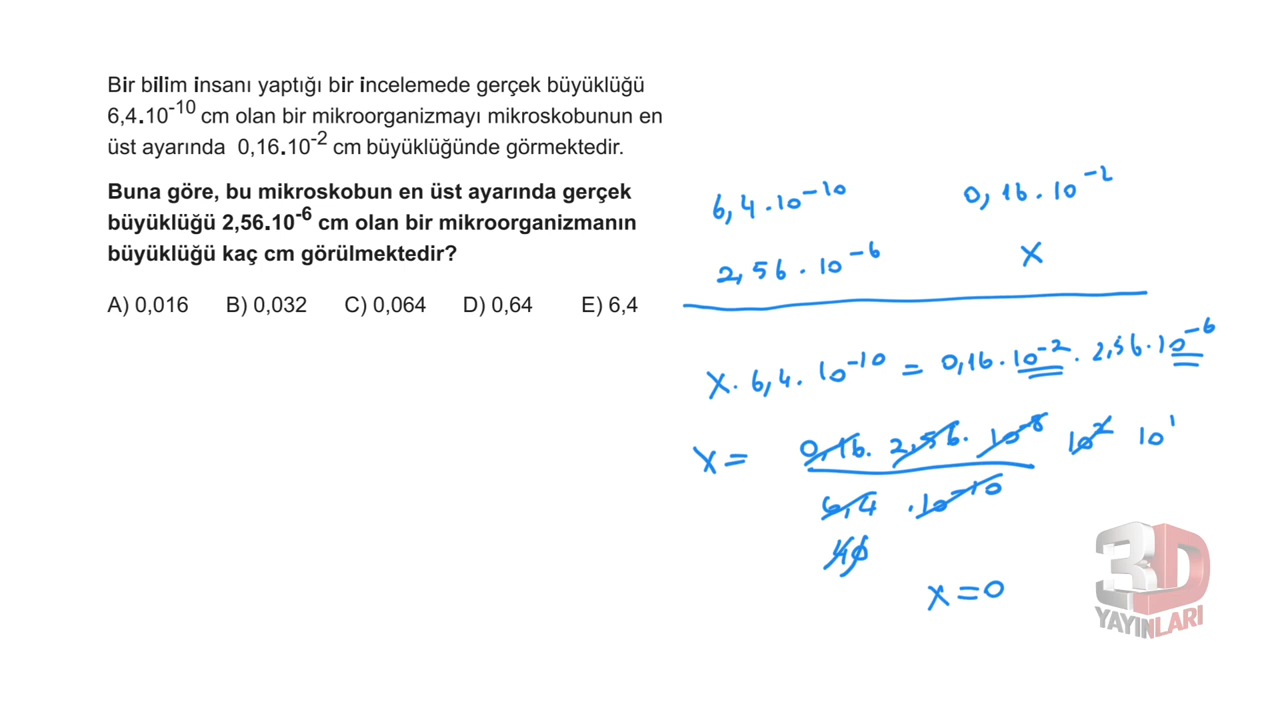 Bir bilim insanı yaptığı bir incelemede gerçek büyüklüğü
6,4.10⁻¹⁰ cm olan bir mikroorganizmayı mikroskobunun en
üst ayarında 0,16.10⁻² cm büyüklüğünde görmektedir.
Buna göre, bu mikroskobun en üst ayarında gerçek
büyüklüğü 2,56.10⁻⁶ cm olan bir mikroorganizmanın
büyüklüğü kaç cm görülmektedir?
A) 0,016 B) 0,032 C) 0,064 D) 0,64 E) 6,4
6,4.10⁻¹⁰ 0,16.10⁻²
2,56.10⁻⁶ X
X.6,4.10⁻¹⁰ = 0,16.10⁻².2,56.10⁻⁶
X = 0,16.2,56.10⁻⁸ 10² 10¹
6,4.10⁻¹⁰
40
X = 0
3D
YAYINLARI